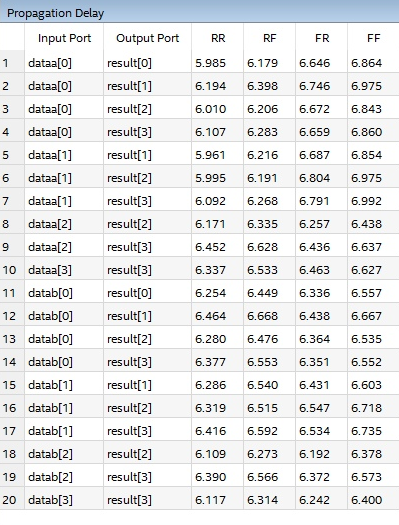 Propagation Delay
Input Port Output Port RR RF FR FF
1 dataa[0] result[0] 5.985 6.179 6.646 6.864
2 dataa[0] result[1] 6.194 6.398 6.746 6.975
3 dataa[0] result[2] 6.010 6.206 6.672 6.843
4 dataa[0] result[3] 6.107 6.283 6.659 6.860
5 dataa[1] result[1] 5.961 6.216 6.687 6.854
6 dataa[1] result[2] 5.995 6.191 6.804 6.975
7 dataa[1] result[3] 6.092 6.268 6.791 6.992
8 dataa[2] result[2] 6.171 6.335 6.257 6.438
9 dataa[2] result[3] 6.452 6.628 6.436 6.637
10 dataa[3] result[3] 6.337 6.533 6.463 6.627
11 datab[0] result[0] 6.254 6.449 6.336 6.557
12 datab[0] result[1] 6.464 6.668 6.438 6.667
13 datab[0] result[2] 6.280 6.476 6.364 6.535
14 datab[0] result[3] 6.377 6.553 6.351 6.552
15 datab[1] result[1] 6.286 6.540 6.431 6.603
16 datab[1] result[2] 6.319 6.515 6.547 6.718
17 datab[1] result[3] 6.416 6.592 6.534 6.735
18 datab[2] result[2] 6.109 6.273 6.192 6.378
19 datab[2] result[3] 6.390 6.566 6.372 6.573
20 datab[3] result[3] 6.117 6.314 6.242 6.400